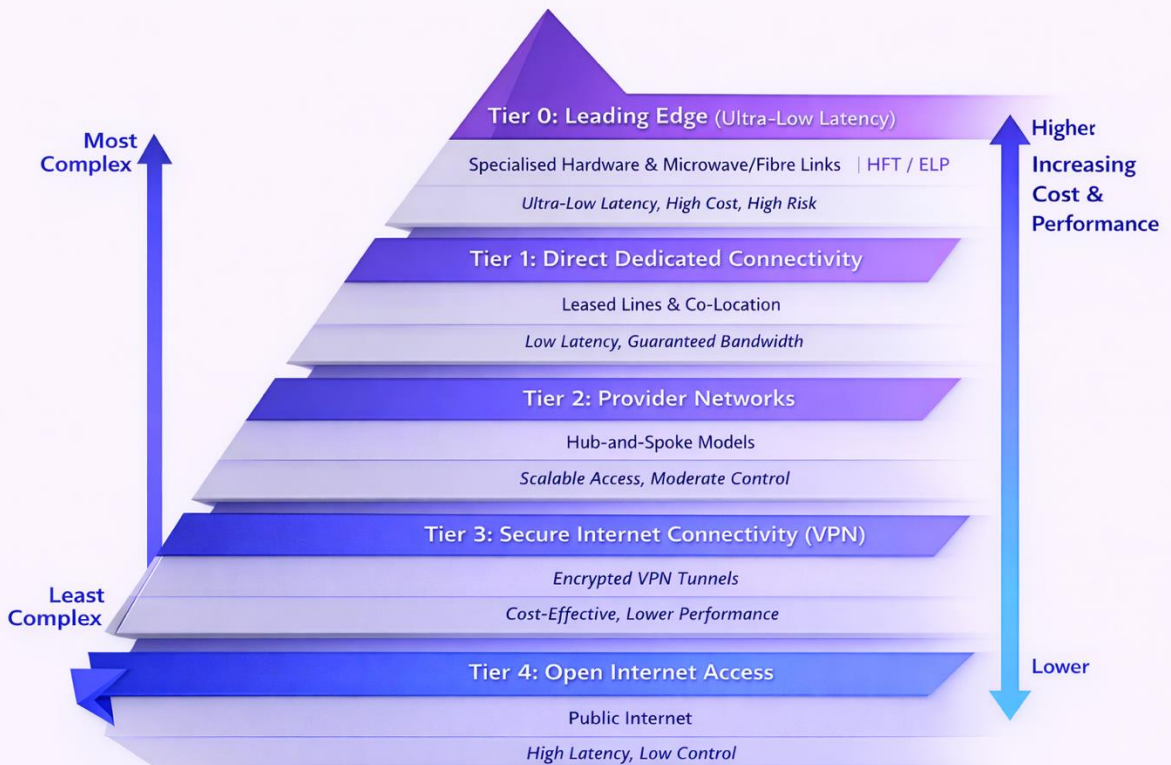 Tier 0: Leading Edge (Ultra-Low Latency)
Most
Complex
Higher
Increasing
Cost &
Performance
Specialised Hardware & Microwave/Fibre Links | HFT / ELP
Ultra-Low Latency, High Cost, High Risk
Tier 1: Direct Dedicated Connectivity
Leased Lines & Co-Location
Low Latency, Guaranteed Bandwidth
Tier 2: Provider Networks
Hub-and-Spoke Models
Scalable Access, Moderate Control
Tier 3: Secure Internet Connectivity (VPN)
Encrypted VPN Tunnels
Least
Complex
Cost-Effective, Lower Performance
Tier 4: Open Internet Access
Lower
Public Internet
High Latency, Low Control